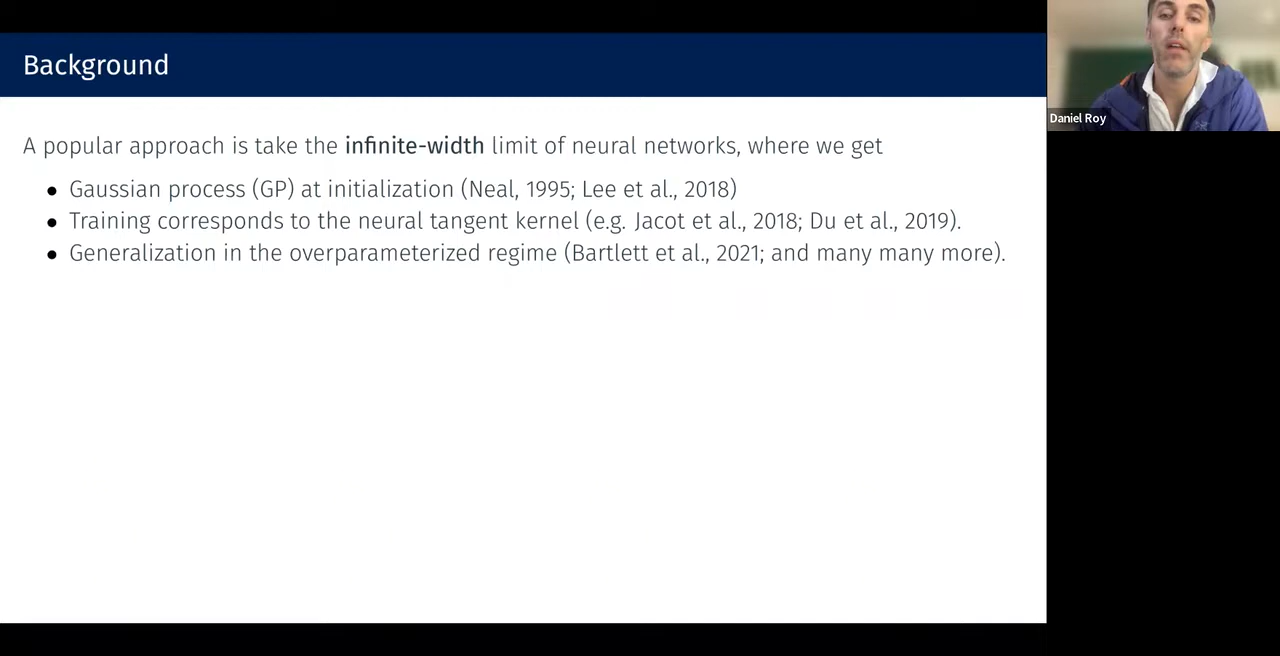 Background
A popular approach is take the infinite-width limit of neural networks, where we get
• Gaussian process (GP) at initialization (Neal, 1995; Lee et al., 2018)
• Training corresponds to the neural tangent kernel (e.g. Jacot et al., 2018; Du et al., 2019).
• Generalization in the overparameterized regime (Bartlett et al., 2021; and many many more).
Daniel Roy